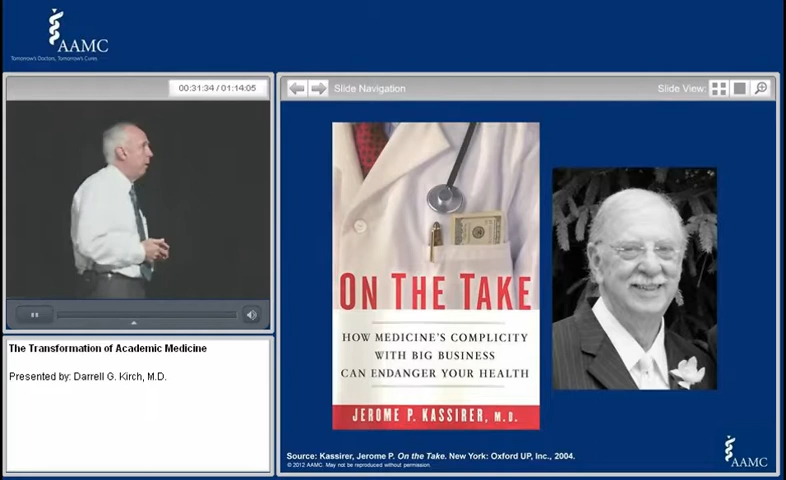 AAMC
Tomorrow's Doctors, Tomorrow's Cures
00:31:34 / 01:14:05
Slide Navigation
Slide View:
ON THE TAKE
HOW MEDICINE'S COMPLICITY
WITH BIG BUSINESS
CAN ENDANGER YOUR HEALTH
JEROME P. KASSIRER, M.D.
The Transformation of Academic Medicine
Presented by: Darrell G. Kirch, M.D.
Source: Kassirer, Jerome P. On the Take. New York: Oxford UP, Inc., 2004.
© 2012 AAMC. May not be reproduced without permission.
AAMC